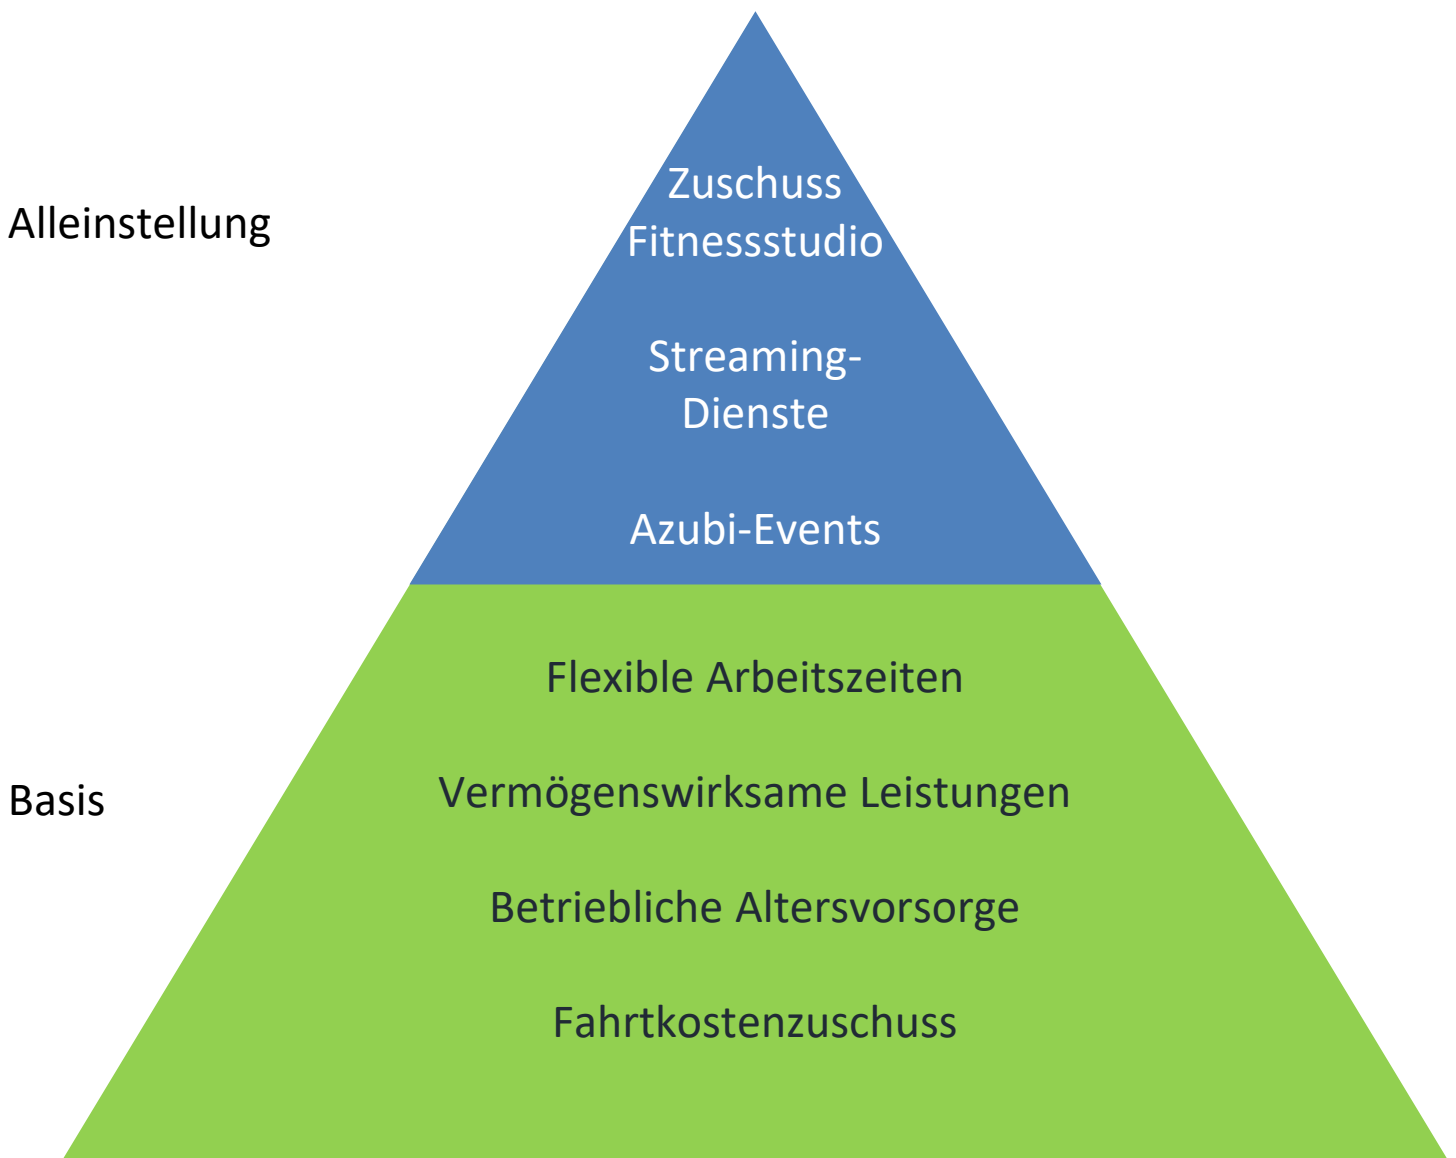 Alleinstellung
Zuschuss
Fitnessstudio
Streaming-
Dienste
Azubi-Events
Basis
Flexible Arbeitszeiten
Vermögenswirksame Leistungen
Betriebliche Altersvorsorge
Fahrtkostenzuschuss